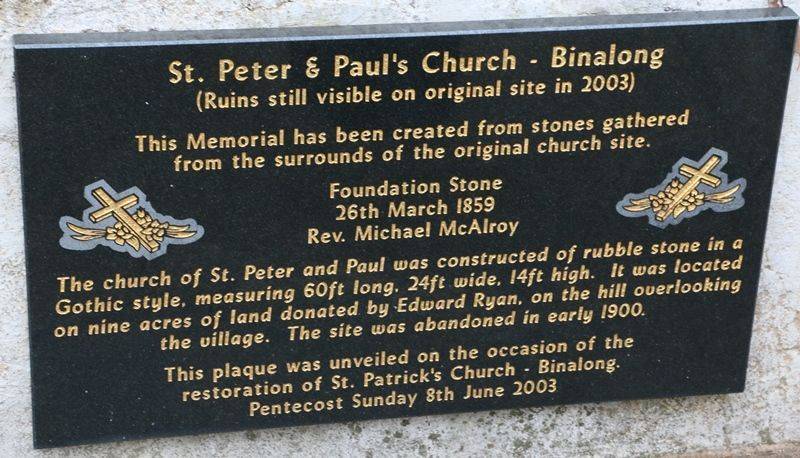 St. Peter & Paul's Church - Binalong
(Ruins still visible on original site in 2003)
This Memorial has been created from stones gathered
from the surrounds of the original church site.
Foundation Stone
26th March 1859
Rev. Michael McAlroy
The church of St. Peter and Paul was constructed of rubble stone in a
Gothic style, measuring 60ft long, 24ft wide, 14ft high. It was located
on nine acres of land donated by Edward Ryan, on the hill overlooking
the village. The site was abandoned in early 1900.
This plaque was unveiled on the occasion of the
restoration of St. Patrick's Church - Binalong.
Pentecost Sunday 8th June 2003